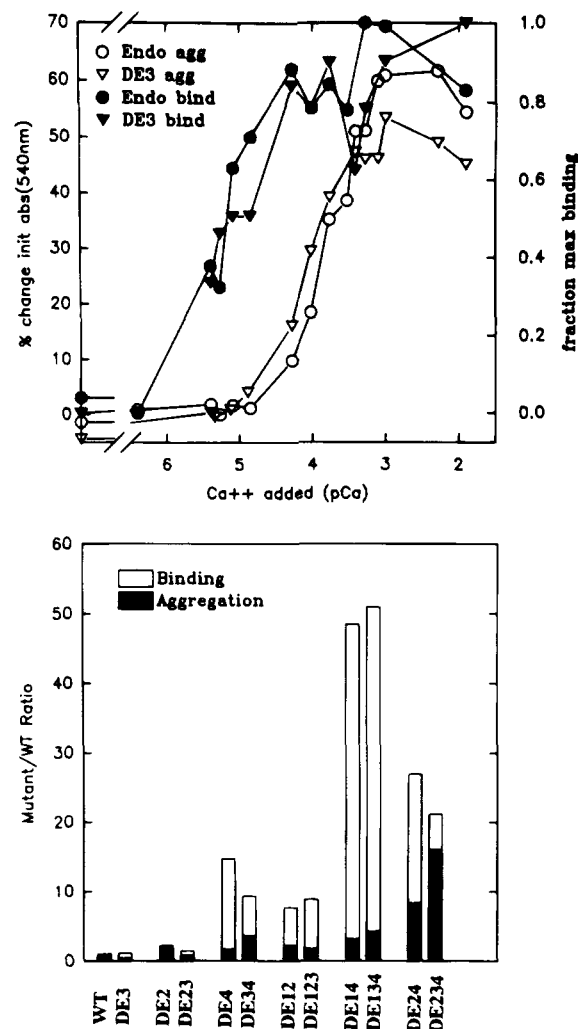 70
60
50
40
30
20
10
0
% change init abs(540nm)
Endo agg
DE3 agg
Endo bind
DE3 bind
1.0
0.8
0.6
0.4
0.2
0.0
fraction max binding
6 5 4 3 2
Ca++ added (pCa)
60
50
40
30
20
10
0
Mutant/WT Ratio
Binding
Aggregation
WT
DE3
DE2
DE23
DE4
DE34
DE12
DE123
DE14
DE134
DE24
DE234